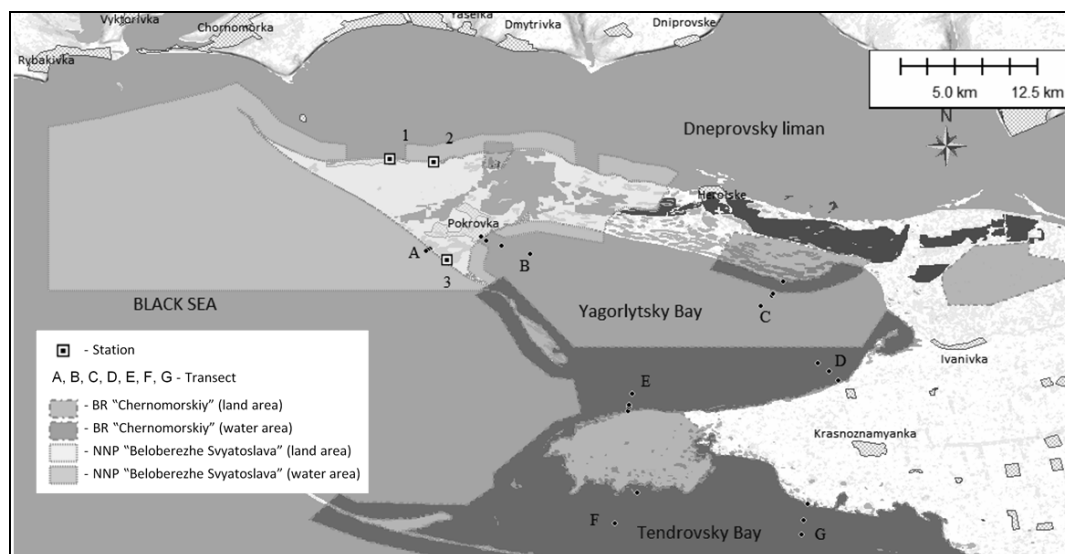 Vyktorivka
Chornomorka
Yaselka
Dmytrivka
Dniprovske
Rybakivka
5.0 km 12.5 km
N
Dneprovsky liman
1
2
Heroiske
Pokrovka
A
B
3
C
BLACK SEA
Yagorlytsky Bay
D
Ivanivka
E
Krasnoznamyanka
F
Tendrovsky Bay
G
- Station
A, B, C, D, E, F, G - Transect
- BR "Chernomorskiy" (land area)
- BR "Chernomorskiy" (water area)
- NNP "Beloberezhe Svyatoslava" (land area)
- NNP "Beloberezhe Svyatoslava" (water area)